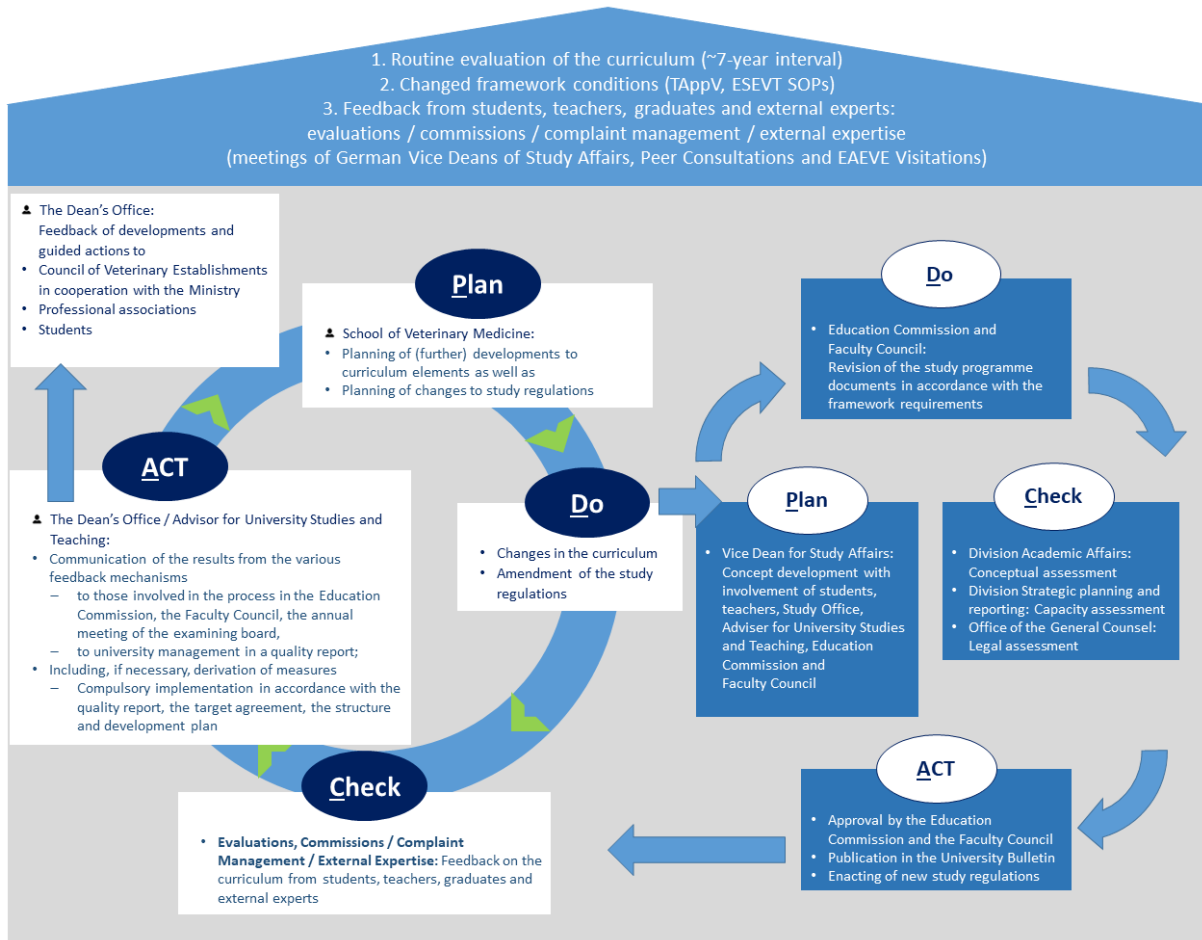 1. Routine evaluation of the curriculum (~7-year interval)
2. Changed framework conditions (TAppV, ESEVT SOPs)
3. Feedback from students, teachers, graduates and external experts:
evaluations / commissions / complaint management / external expertise
(meetings of German Vice Deans of Study Affairs, Peer Consultations and EAEVE Visitations)
The Dean's Office:
Feedback of developments and
guided actions to
• Council of Veterinary Establishments
in cooperation with the Ministry
• Professional associations
• Students
Plan
School of Veterinary Medicine:
• Planning of (further) developments to
curriculum elements as well as
• Planning of changes to study regulations
Do
• Changes in the curriculum
• Amendment of the study
regulations
Check
• Evaluations, Commissions / Complaint
Management / External Expertise: Feedback on the
curriculum from students, teachers, graduates and
external experts
ACT
The Dean's Office / Advisor for University Studies and
Teaching:
• Communication of the results from the various
feedback mechanisms
– to those involved in the process in the Education
Commission, the Faculty Council, the annual
meeting of the examining board,
– to university management in a quality report;
• Including, if necessary, derivation of measures
– Compulsory implementation in accordance with the
quality report, the target agreement, the structure
and development plan
Plan
• Vice Dean for Study Affairs:
Concept development with
involvement of students,
teachers, Study Office,
Adviser for University Studies
and Teaching, Education
Commission and
Faculty Council
Do
• Education Commission and
Faculty Council:
Revision of the study programme
documents in accordance with the
framework requirements
Check
• Division Academic Affairs:
Conceptual assessment
• Division Strategic planning and
reporting: Capacity assessment
• Office of the General Counsel:
Legal assessment
ACT
• Approval by the Education
Commission and the Faculty Council
• Publication in the University Bulletin
• Enacting of new study regulations